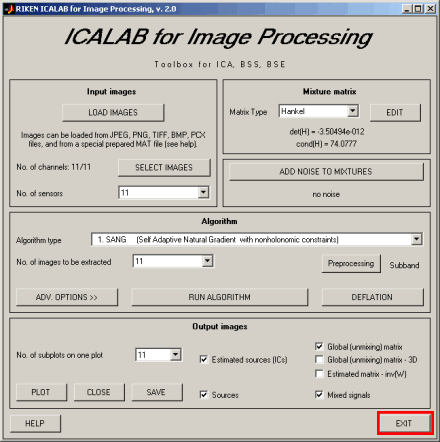 RIKEN ICALAB for Image Processing, v. 2.0
ICALAB for Image Processing
Toolbox for ICA, BSS, BSE
Input images
LOAD IMAGES
Images can be loaded from JPEG, PNG, TIFF, BMP, PCX
files, and from a special prepared MAT file (see help).
No. of channels: 11/11
SELECT IMAGES
No. of sensors
11
Mixture matrix
Matrix Type
Hankel
EDIT
det(H) = -3.50494e-012
cond(H) = 74.0777
ADD NOISE TO MIXTURES
no noise
Algorithm
Algorithm type
1. SANG (Self Adaptive Natural Gradient with nonholonomic constraints)
No. of images to be extracted
11
Preprocessing
Subband
ADV. OPTIONS >>
RUN ALGORITHM
DEFLATION
Output images
No. of subplots on one plot
11
Estimated sources (ICs)
Global (unmixing) matrix
Global (unmixing) matrix - 3D
Estimated matrix - inv(W)
PLOT
CLOSE
SAVE
Sources
Mixed signals
HELP
EXIT